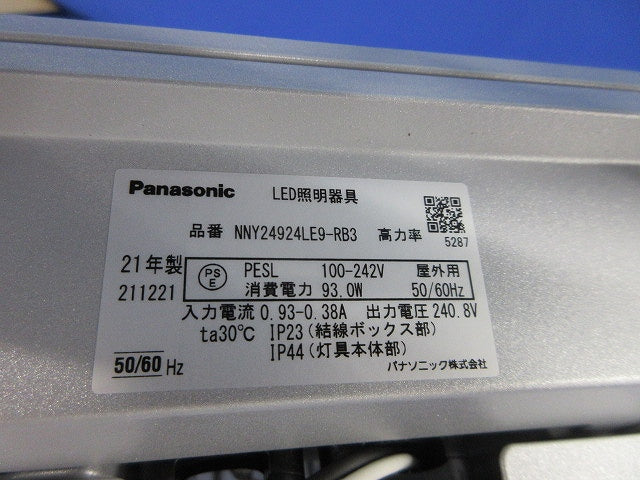 Panasonic LED照明器具
品番 NNY24924LE9-RB3 高力率
5287
21年製 PS E PESL 100-242V 屋外用
211221 消費電力 93.0W 50/60Hz
入力電流 0.93-0.38A 出力電圧 240.8V
ta30℃ IP23(結線ボックス部)
IP44(灯具本体部)
50/60 Hz パナソニック株式会社